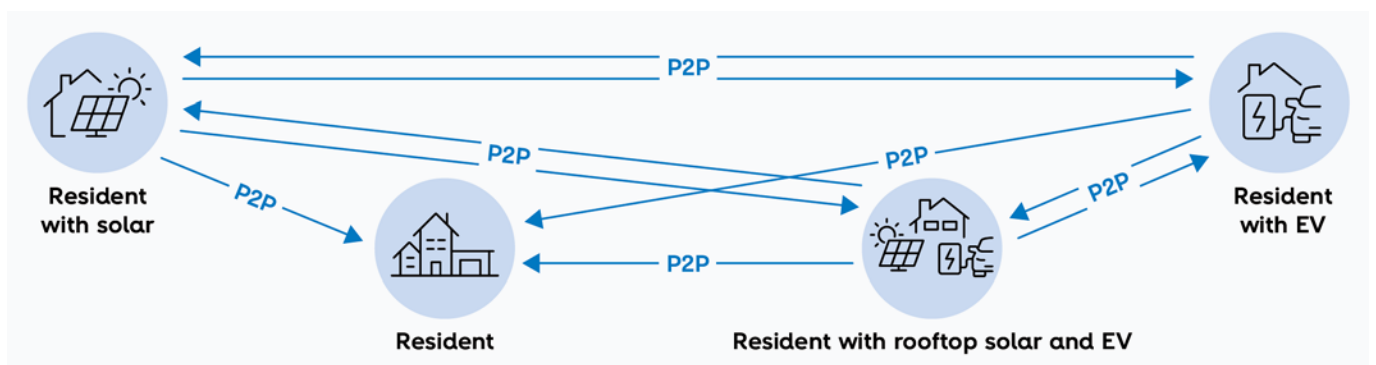 P2P
P2P
P2P
P2P
P2P
Resident
with solar
Resident
with EV
P2P
Resident
Resident with rooftop solar and EV